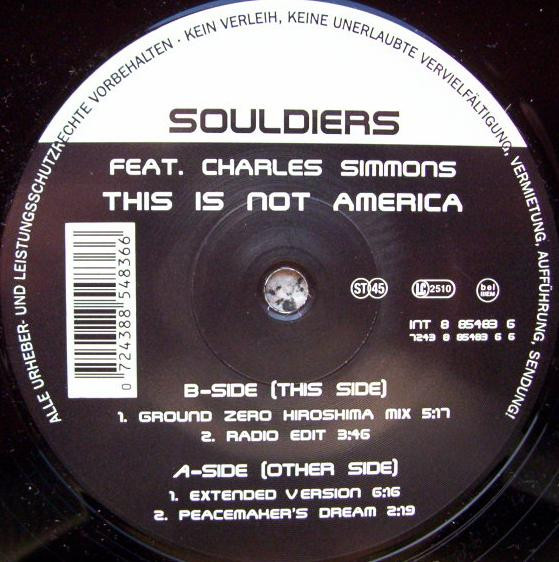 ALLE URHEBER- UND LEISTUNGSSCHUTZRECHTE VORBEHALTEN · KEIN VERLEIH, KEINE UNERLAUBTE VERVIELFÄLTIGUNG, VERMIETUNG, AUFFÜHRUNG, SENDUNG!
SOULDIERS
FEAT. CHARLES SIMMONS
THIS IS NOT AMERICA
0 724388 548366
ST 45
LC 2510
bel
BIEM
INT 8 85483 6
7243 8 85483 6 6
B-SIDE (THIS SIDE)
1. GROUND ZERO HIROSHIMA MIX 5:17
2. RADIO EDIT 3:46
A-SIDE (OTHER SIDE)
1. EXTENDED VERSION 6:16
2. PEACEMAKER'S DREAM 2:19